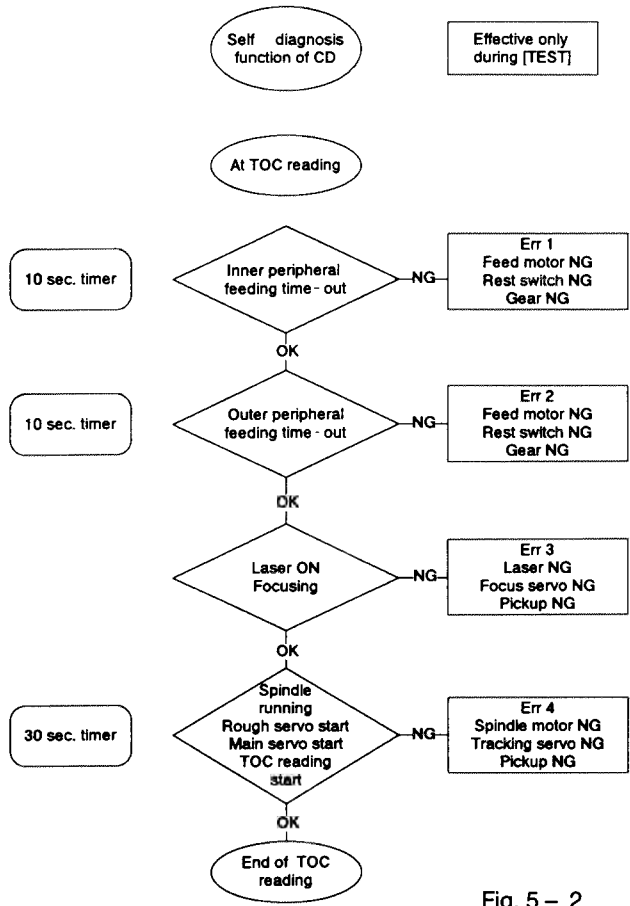 Self diagnosis
function of CD
Effective only
during [TEST]
At TOC reading
10 sec. timer
Inner peripheral
feeding time - out
NG
Err 1
Feed motor NG
Rest switch NG
Gear NG
OK
10 sec. timer
Outer peripheral
feeding time - out
NG
Err 2
Feed motor NG
Rest switch NG
Gear NG
OK
Laser ON
Focusing
NG
Err 3
Laser NG
Focus servo NG
Pickup NG
OK
30 sec. timer
Spindle
running
Rough servo start
Main servo start
TOC reading
start
NG
Err 4
Spindle motor NG
Tracking servo NG
Pickup NG
OK
End of TOC
reading
Fig. 5 – 2